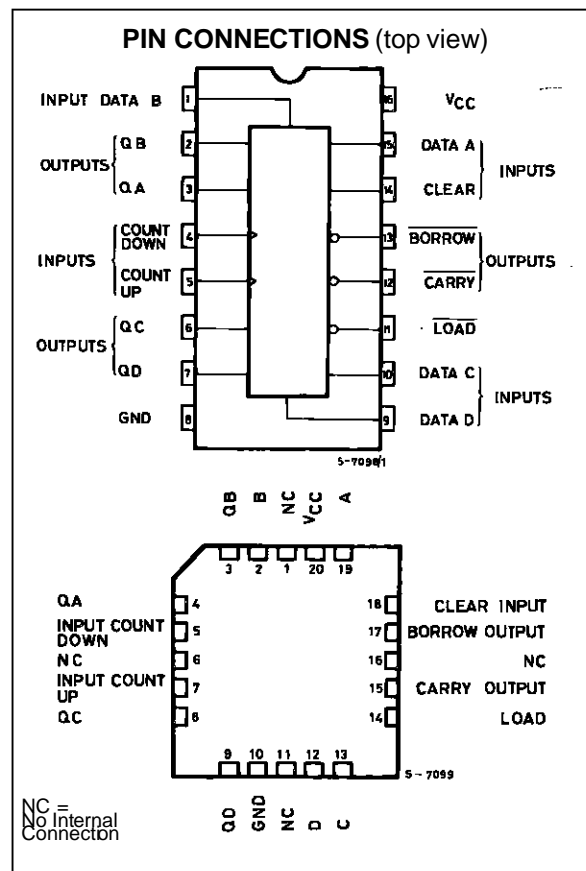 PIN CONNECTIONS (top view)
INPUT DATA B 1 16 VCC
OUTPUTS QB 2 15 DATA A INPUTS
QA 3 14 CLEAR
INPUTS COUNT DOWN 4 13 BORROW OUTPUTS
COUNT UP 5 12 CARRY
OUTPUTS QC 6 11 LOAD
QD 7 10 DATA C INPUTS
GND 8 9 DATA D
S-7098/1
QB B NC VCC A
3 2 1 20 19
QA 4 18 CLEAR INPUT
INPUT COUNT DOWN 5 17 BORROW OUTPUT
NC 6 16 NC
INPUT COUNT UP 7 15 CARRY OUTPUT
QC 8 14 LOAD
9 10 11 12 13
S-7099
QD GND NC D C
NC =
No Internal
Connection